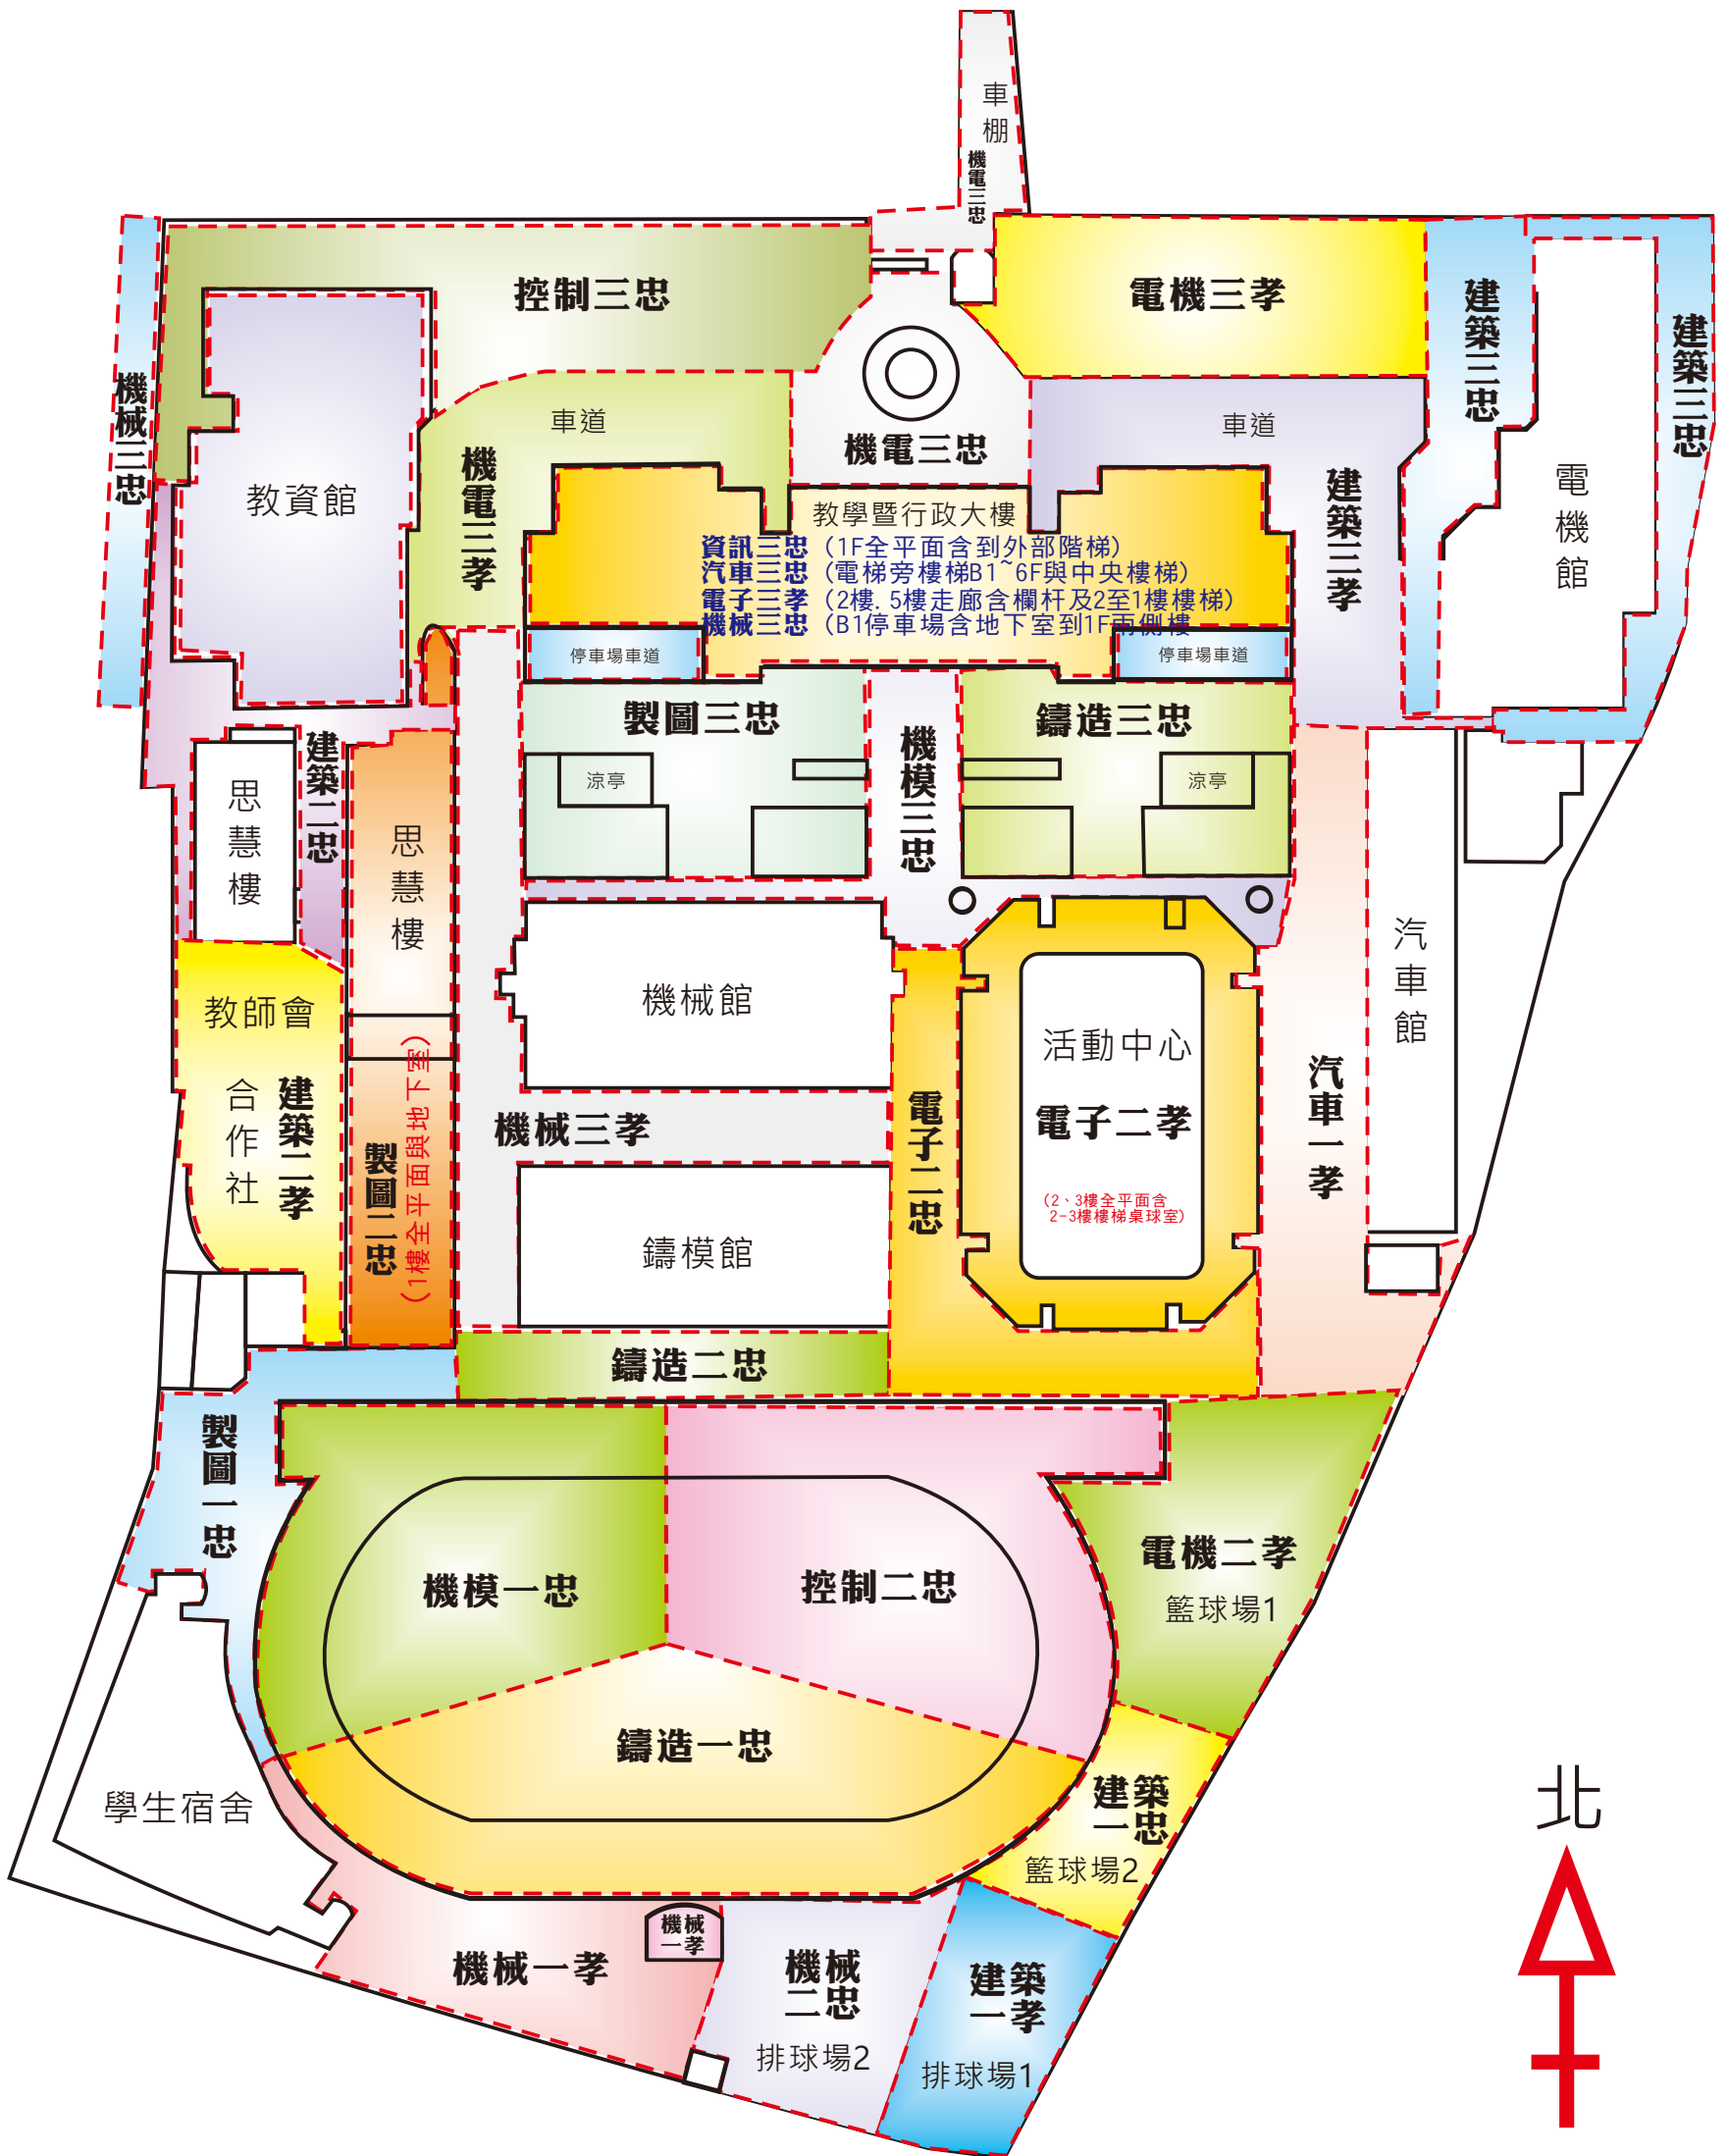 車棚
機電三忠
控制三忠
電機三孝
建築三忠
建築三忠
機械三忠
車道
車道
機電三忠
機電三孝
教資館
建築三孝
電機館
教學暨行政大樓
資訊三忠（1F全平面含到外部階梯）
汽車三忠（電梯旁樓梯B1~6F與中央樓梯）
電子三孝（2樓.5樓走廊含欄杆及2至1樓樓梯）
機械三忠（B1停車場含地下室到1F兩側樓
停車場車道
停車場車道
製圖三忠
機模三忠
鑄造三忠
建築二忠
涼亭
涼亭
思慧樓
思慧樓
機械館
汽車館
教師會
合作社
建築二孝
製圖二忠
（1樓全平面與地下室）
機械三孝
電子二忠
活動中心
電子二孝
（2、3樓全平面含
2-3樓樓梯桌球室）
汽車一孝
鑄模館
鑄造二忠
製圖一忠
機模一忠
控制二忠
電機二孝
籃球場1
鑄造一忠
建築
一忠
籃球場2
學生宿舍
北
機械
一孝
機械一孝
機械
二忠
排球場2
建築
一孝
排球場1